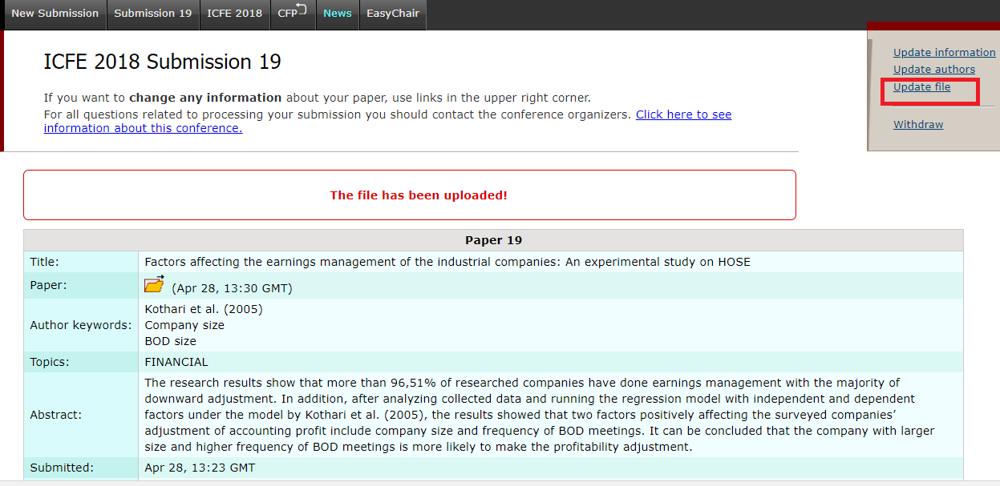 New Submission Submission 19 ICFE 2018 CFP News EasyChair
Update information
Update authors
Update file
Withdraw
ICFE 2018 Submission 19
If you want to change any information about your paper, use links in the upper right corner.
For all questions related to processing your submission you should contact the conference organizers. Click here to see
information about this conference.
The file has been uploaded!
Paper 19
Title: Factors affecting the earnings management of the industrial companies: An experimental study on HOSE
Paper: (Apr 28, 13:30 GMT)
Author keywords: Kothari et al. (2005)
Company size
BOD size
Topics: FINANCIAL
Abstract: The research results show that more than 96,51% of researched companies have done earnings management with the majority of
downward adjustment. In addition, after analyzing collected data and running the regression model with independent and dependent
factors under the model by Kothari et al. (2005), the results showed that two factors positively affecting the surveyed companies’
adjustment of accounting profit include company size and frequency of BOD meetings. It can be concluded that the company with larger
size and higher frequency of BOD meetings is more likely to make the profitability adjustment.
Submitted: Apr 28, 13:23 GMT